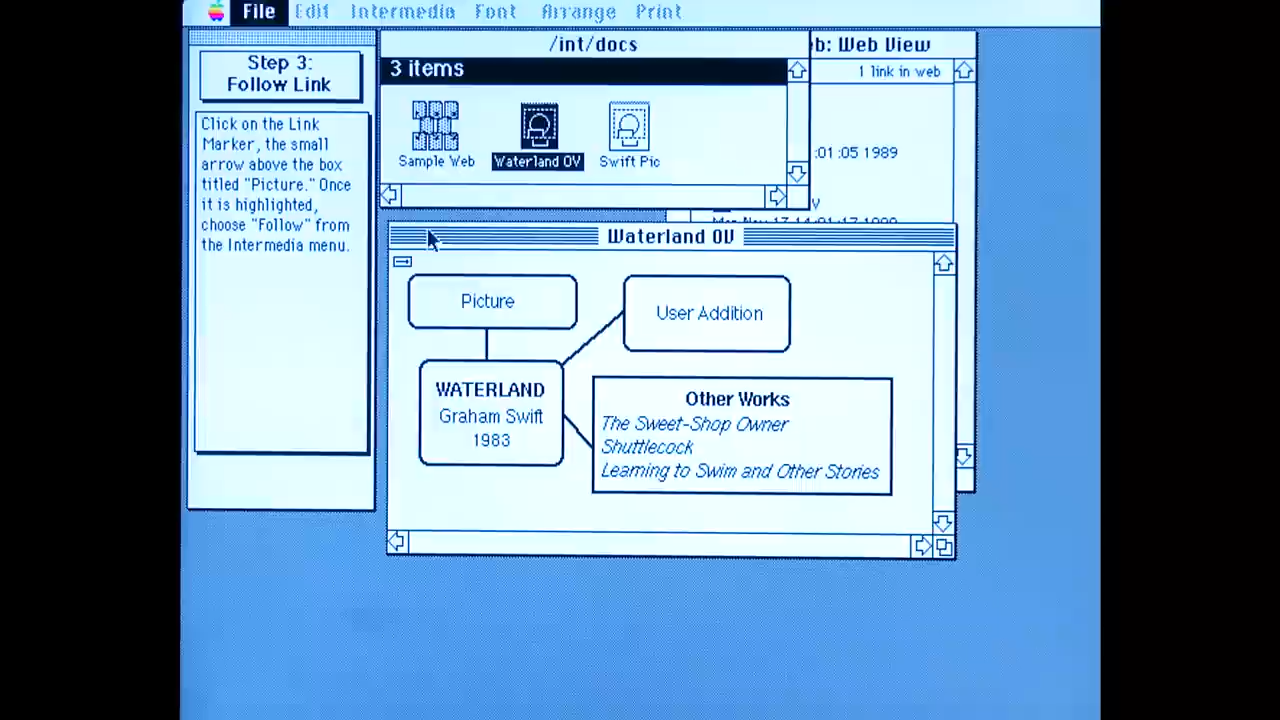 File Edit Intermedia Font Arrange Print
Step 3:
Follow Link
Click on the Link
Marker, the small
arrow above the box
titled "Picture." Once
it is highlighted,
choose "Follow" from
the Intermedia menu.
/int/docs
3 items
Sample Web
Waterland OV
Swift Pic
b: Web View
1 link in web
:01:05 1989
Waterland OV
Picture
User Addition
WATERLAND
Graham Swift
1983
Other Works
The Sweet-Shop Owner
Shuttlecock
Learning to Swim and Other Stories